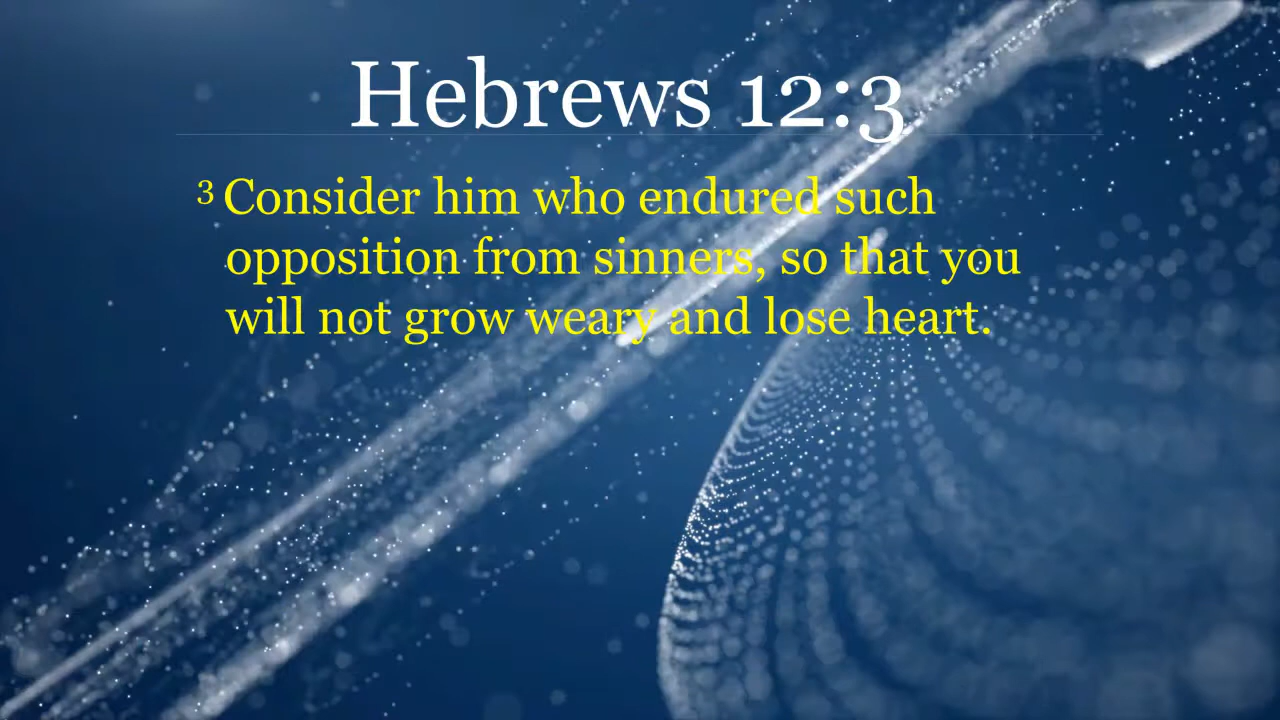 Hebrews 12:3
3 Consider him who endured such
opposition from sinners, so that you
will not grow weary and lose heart.